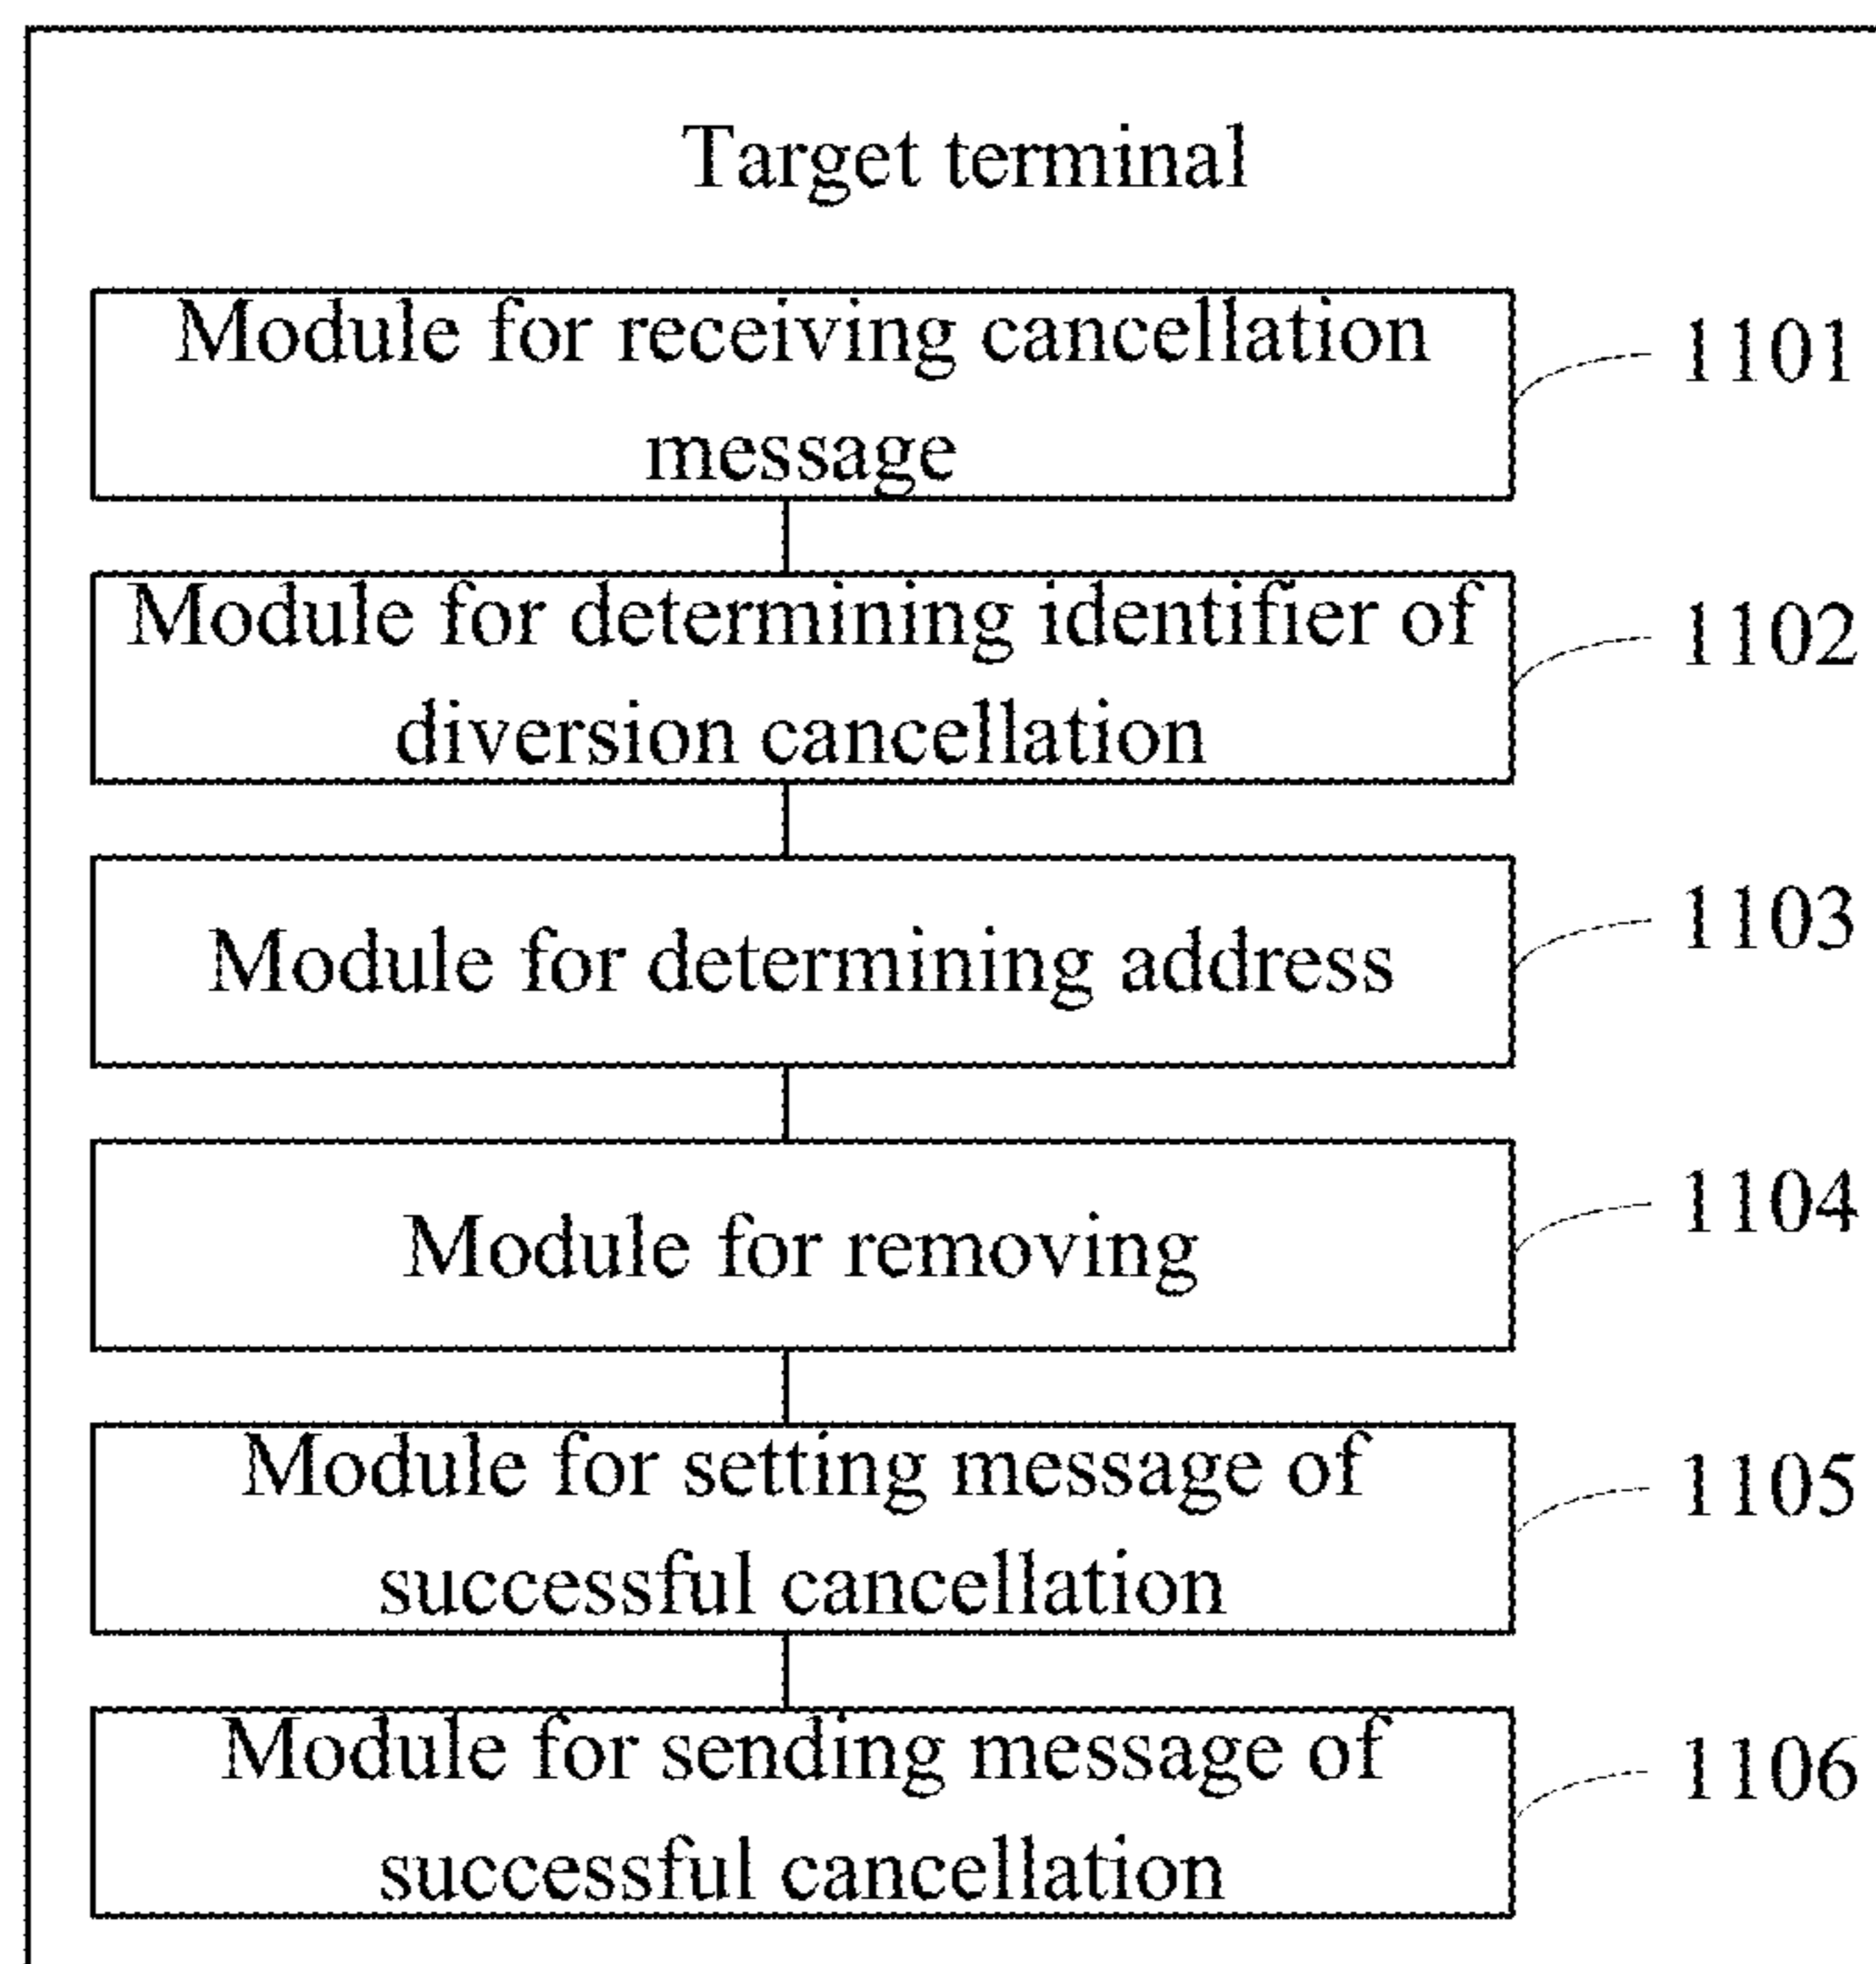 Target terminal
Module for receiving cancellation
message
1101
Module for determining identifier of
diversion cancellation
1102
Module for determining address
1103
Module for removing
1104
Module for setting message of
successful cancellation
1105
Module for sending message of
successful cancellation
1106